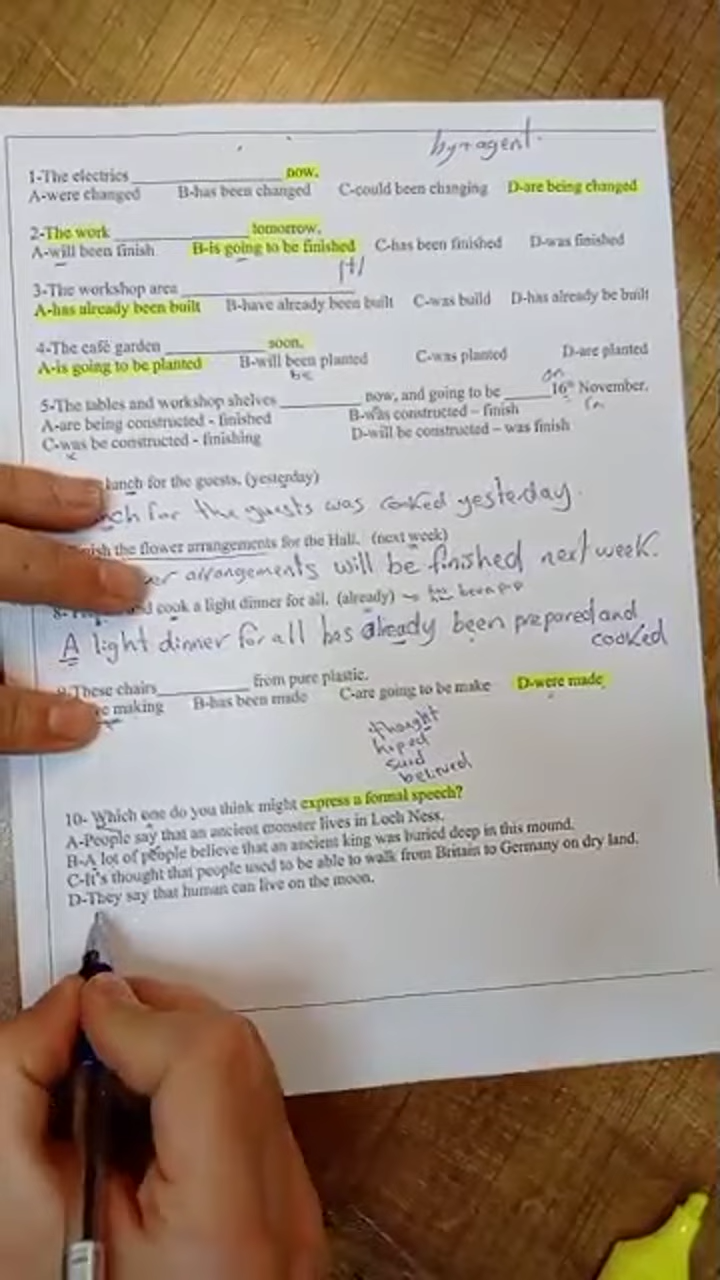 by+agent.
1-The electrics ____________ now.
A-were changed B-has been changed C-could been changing D-are being changed
2-The work ____________ tomorrow.
A-will been finish B-is going to be finished C-has been finished D-was finished
/t/
3-The workshop area ____________
A-has already been built B-have already been built C-was build D-has already be built
4-The café garden ____________ soon.
A-is going to be planted B-will been planted C-was planted D-are planted
be
on
5-The tables and workshop shelves ________ now, and going to be _____ 16th November.
in
A-are being constructed - finished B-was constructed – finish
C-was be constructed - finishing D-will be constructed – was finish
lunch for the guests. (yesterday)
for the guests was cooked yesterday.
the flower arrangements for the Hall. (next week)
arrangements will be finished next week.
cook a light dinner for all. (already) been p.p
A light dinner for all has already been prepared and
cooked
These chairs _________ from pure plastic.
making B-has been made C-are going to be make D-were made
thought
hoped
said
believed
10- Which one do you think might express a formal speech?
A-People say that an ancient monster lives in Loch Ness.
B-A lot of people believe that an ancient king was buried deep in this mound.
C-It's thought that people used to be able to walk from Britain to Germany on dry land.
D-They say that human can live on the moon.